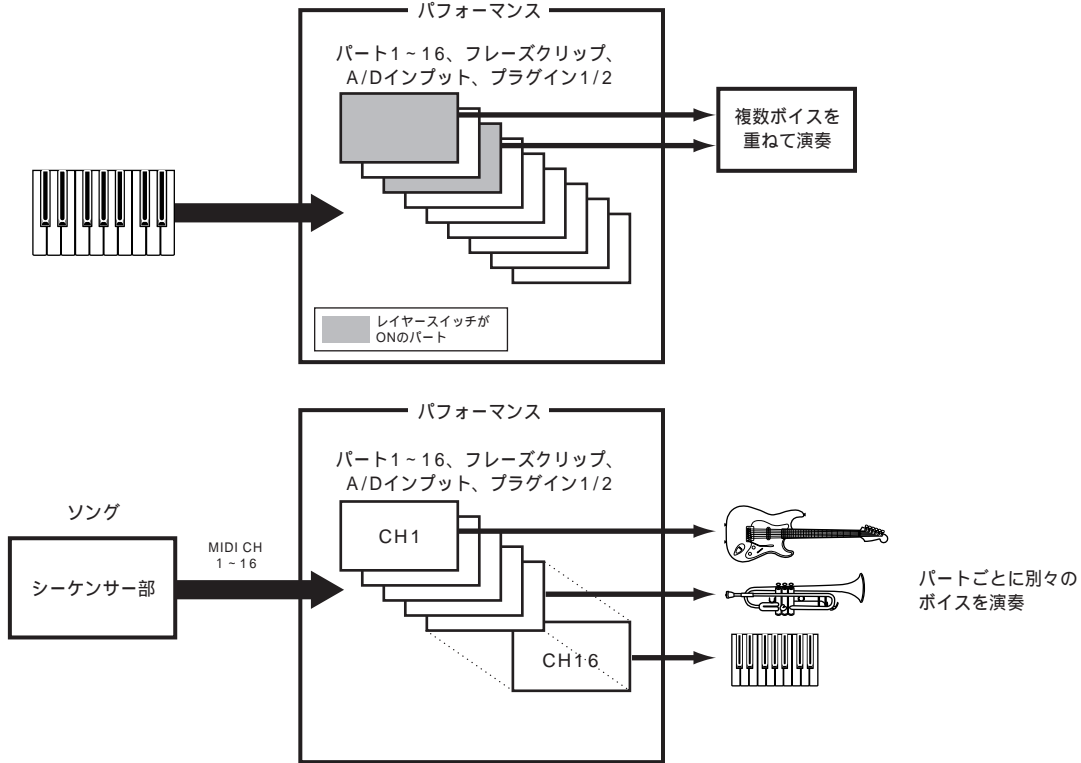 パフォーマンス
パート1~16、フレーズクリップ、
A/Dインプット、プラグイン1/2
複数ボイスを
重ねて演奏
レイヤースイッチが
ONのパート
パフォーマンス
パート1~16、フレーズクリップ、
A/Dインプット、プラグイン1/2
ソング
シーケンサー部
MIDI CH
1~16
CH1
CH16
パートごとに別々の
ボイスを演奏